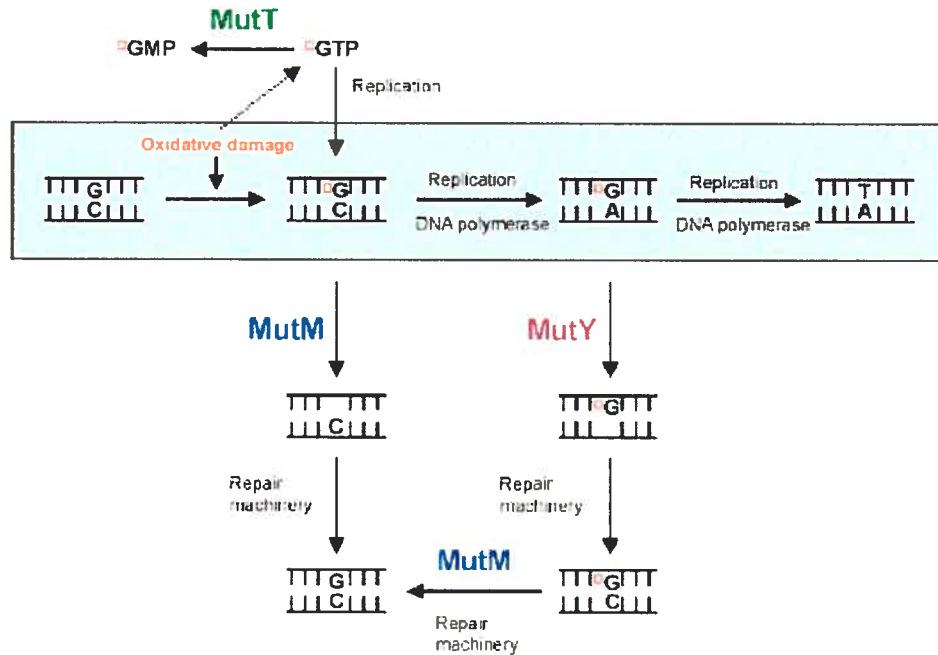 MutT
°GMP
°GTP
Replication
Oxidative damage
G
C
°G
C
Replication
DNA polymerase
°G
A
Replication
DNA polymerase
T
A
MutM
MutY
C
°G
Repair
machinery
Repair
machinery
G
C
MutM
Repair
machinery
°G
C